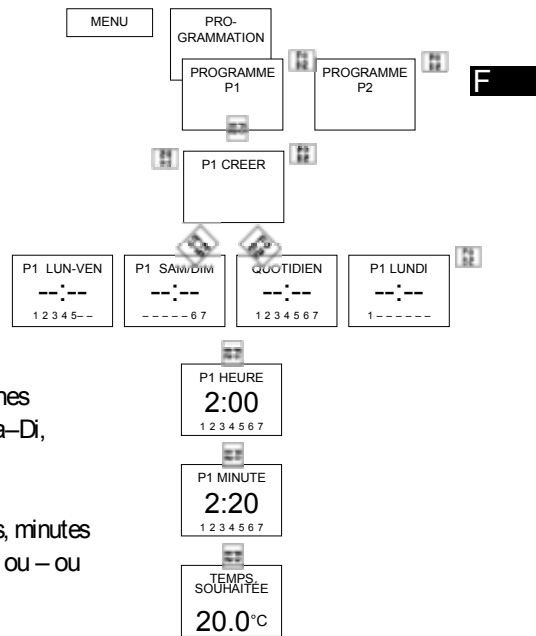 MENU
PRO-
GRAMMATION
PROGRAMME
P1
PROGRAMME
P2
F
P1 CREER
P1 LUN-VEN
--:--
1 2 3 4 5 – –
P1 SAM/DIM
--:--
– – – – – 6 7
QUOTIDIEN
--:--
1 2 3 4 5 6 7
P1 LUNDI
--:--
1 – – – – – –
P1 HEURE
2:00
1 2 3 4 5 6 7
nes
a–Di,
P1 MINUTE
2:20
1 2 3 4 5 6 7
s, minutes
ou – ou
TEMPS.
SOUHAITÉE
20.0°C